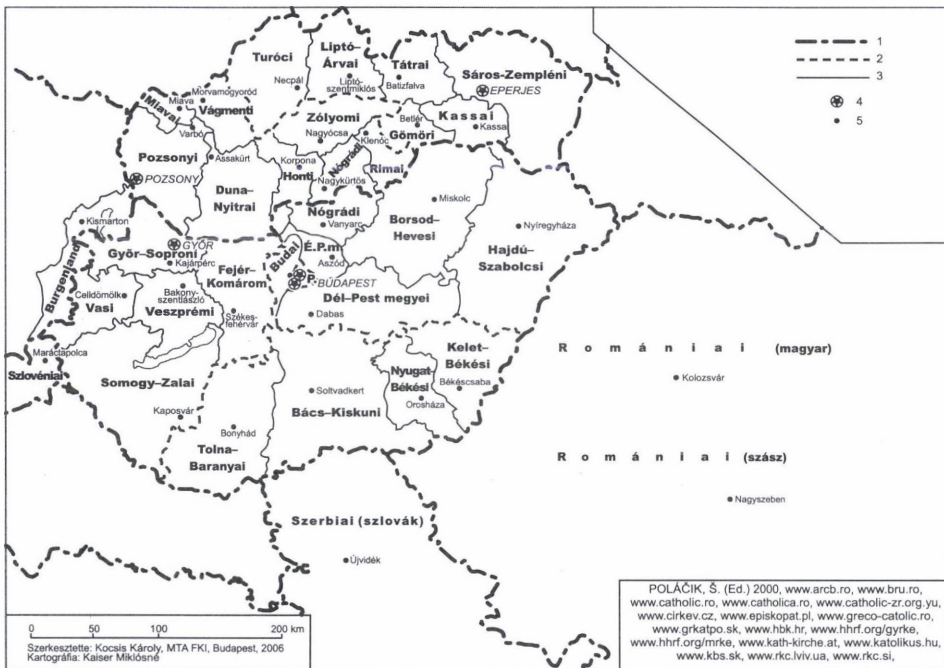 Turóci
Necpál
Liptó–
Árvai
Liptó-
szentmiklós
Tátrai
Batizfalva
Sáros-Zempléni
EPERJES
1
2
3
4
5
Miavai
Miava
Morvamogyoród
Vágmenti
Varbó
Zólyomi
Nagyócsa
Klenóc
Betlér
Gömöri
Kassai
Kassa
Pozsonyi
POZSONY
Assakürt
Duna–
Nyitrai
Korpona
Honti
Nógrádi
Nagykürtös
Rimai
Nógrádi
Vanyarc
Miskolc
Borsod–
Hevesi
Nyíregyháza
Hajdú–
Szabolcsi
Kismarton
Burgenland
GYŐR
Győr–Soproni
Kajárpérc
Fejér–
Komárom
Székes-
fehérvár
Budai
É.P.m.
Aszód
P.
BUDAPEST
Dél–Pest megyei
Dabas
Celldömölk
Vasi
Bakony-
szentlászló
Veszprémi
Maráctapolca
Szlovéniai
Somogy–Zalai
Kaposvár
Bonyhád
Tolna–
Baranyai
Soltvadkert
Bács–Kiskuni
Nyugat-
Békési
Orosháza
Kelet–
Békési
Békéscsaba
Romániai (magyar)
Kolozsvár
Romániai (szász)
Nagyszeben
Szerbiai (szlovák)
Újvidék
0 50 100 200 km
Szerkesztette: Kocsis Károly, MTA FKI, Budapest, 2006
Kartográfia: Kaiser Miklósné
POLÁČIK, Š. (Ed.) 2000, www.arcb.ro, www.bru.ro,
www.catholic.ro, www.catholica.ro, www.catholic-zr.org.yu,
www.cirkev.cz, www.episkopat.pl, www.greco-catolic.ro,
www.grkatpo.sk, www.hbk.hr, www.hhrf.org/gyrke,
www.hhrf.org/mrke, www.kath-kirche.at, www.katolikus.hu,
www.kbs.sk, www.rkc.lviv.ua, www.rkc.si,